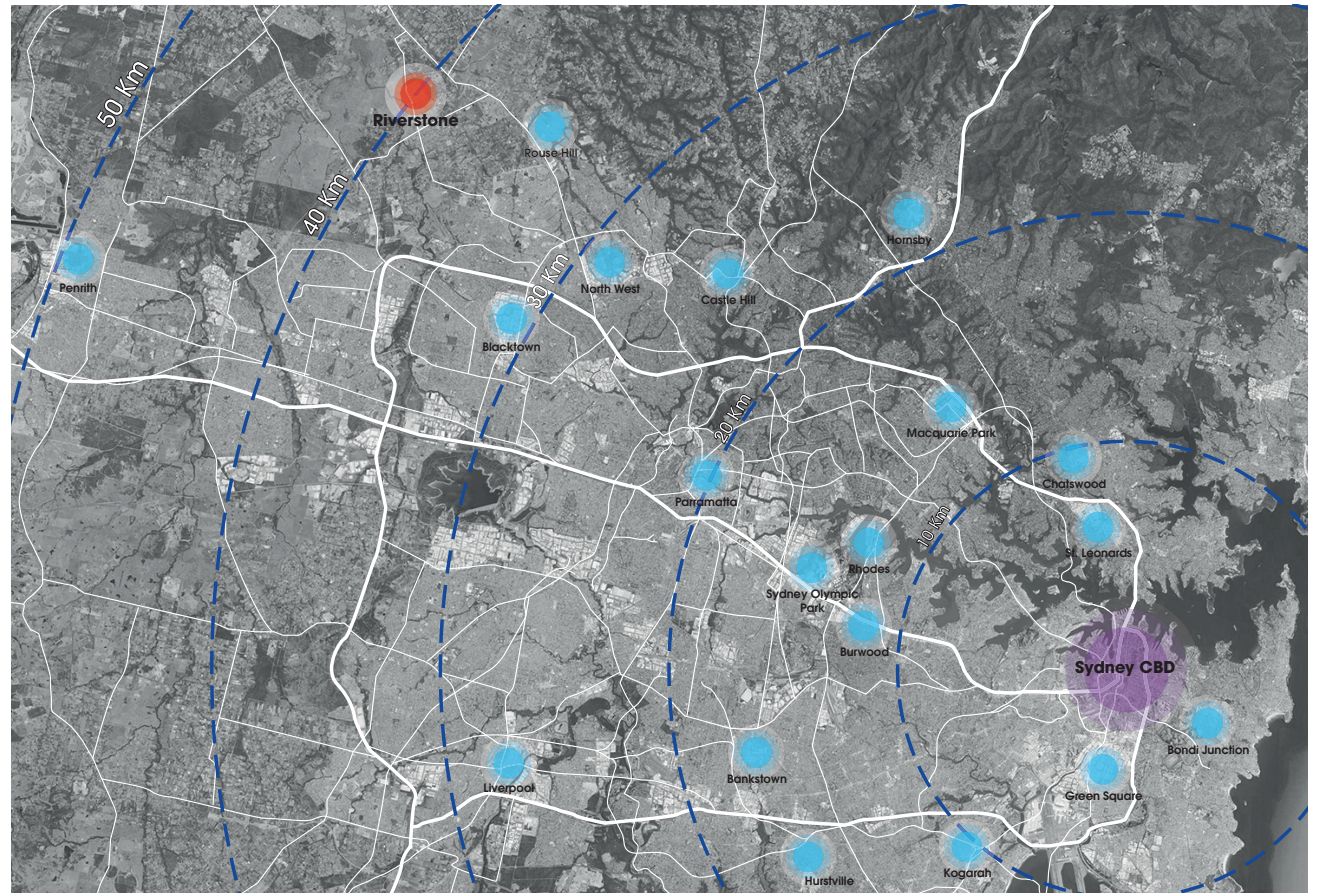 50 Km
Riverstone
Rouse Hill
40 Km
Hornsby
Penrith
30 Km
North West
Castle Hill
Blacktown
20 Km
Macquarie Park
Parramatta
Chatswood
10 Km
St. Leonards
Rhodes
Sydney Olympic
Park
Burwood
Sydney CBD
Bondi Junction
Bankstown
Liverpool
Green Square
Hurstville
Kogarah